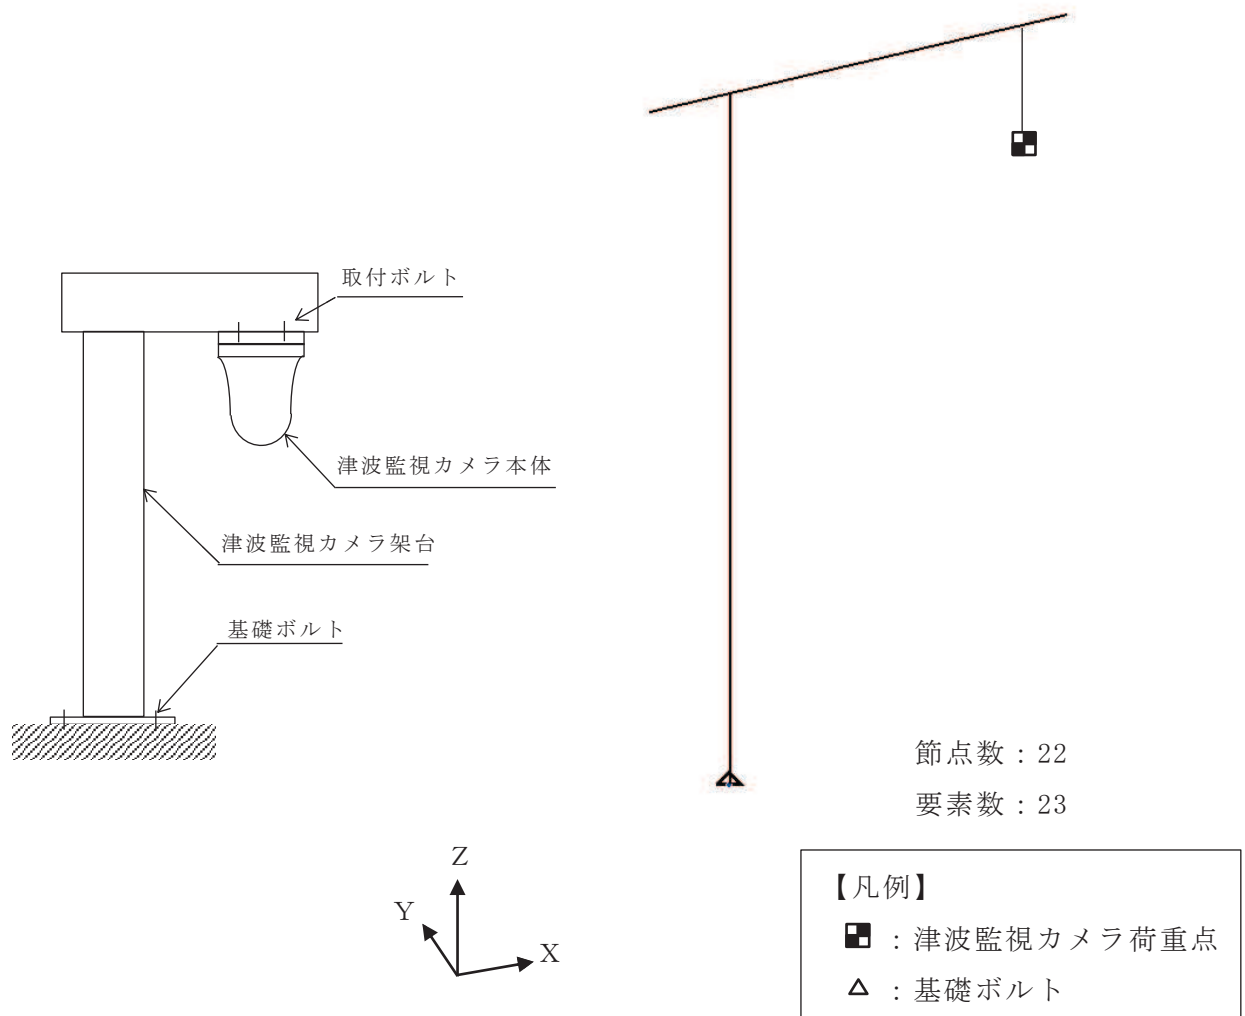 取付ボルト
津波監視カメラ本体
津波監視カメラ架台
基礎ボルト
節点数：22
要素数：23
Z
Y
X
【凡例】
：津波監視カメラ荷重点
：基礎ボルト